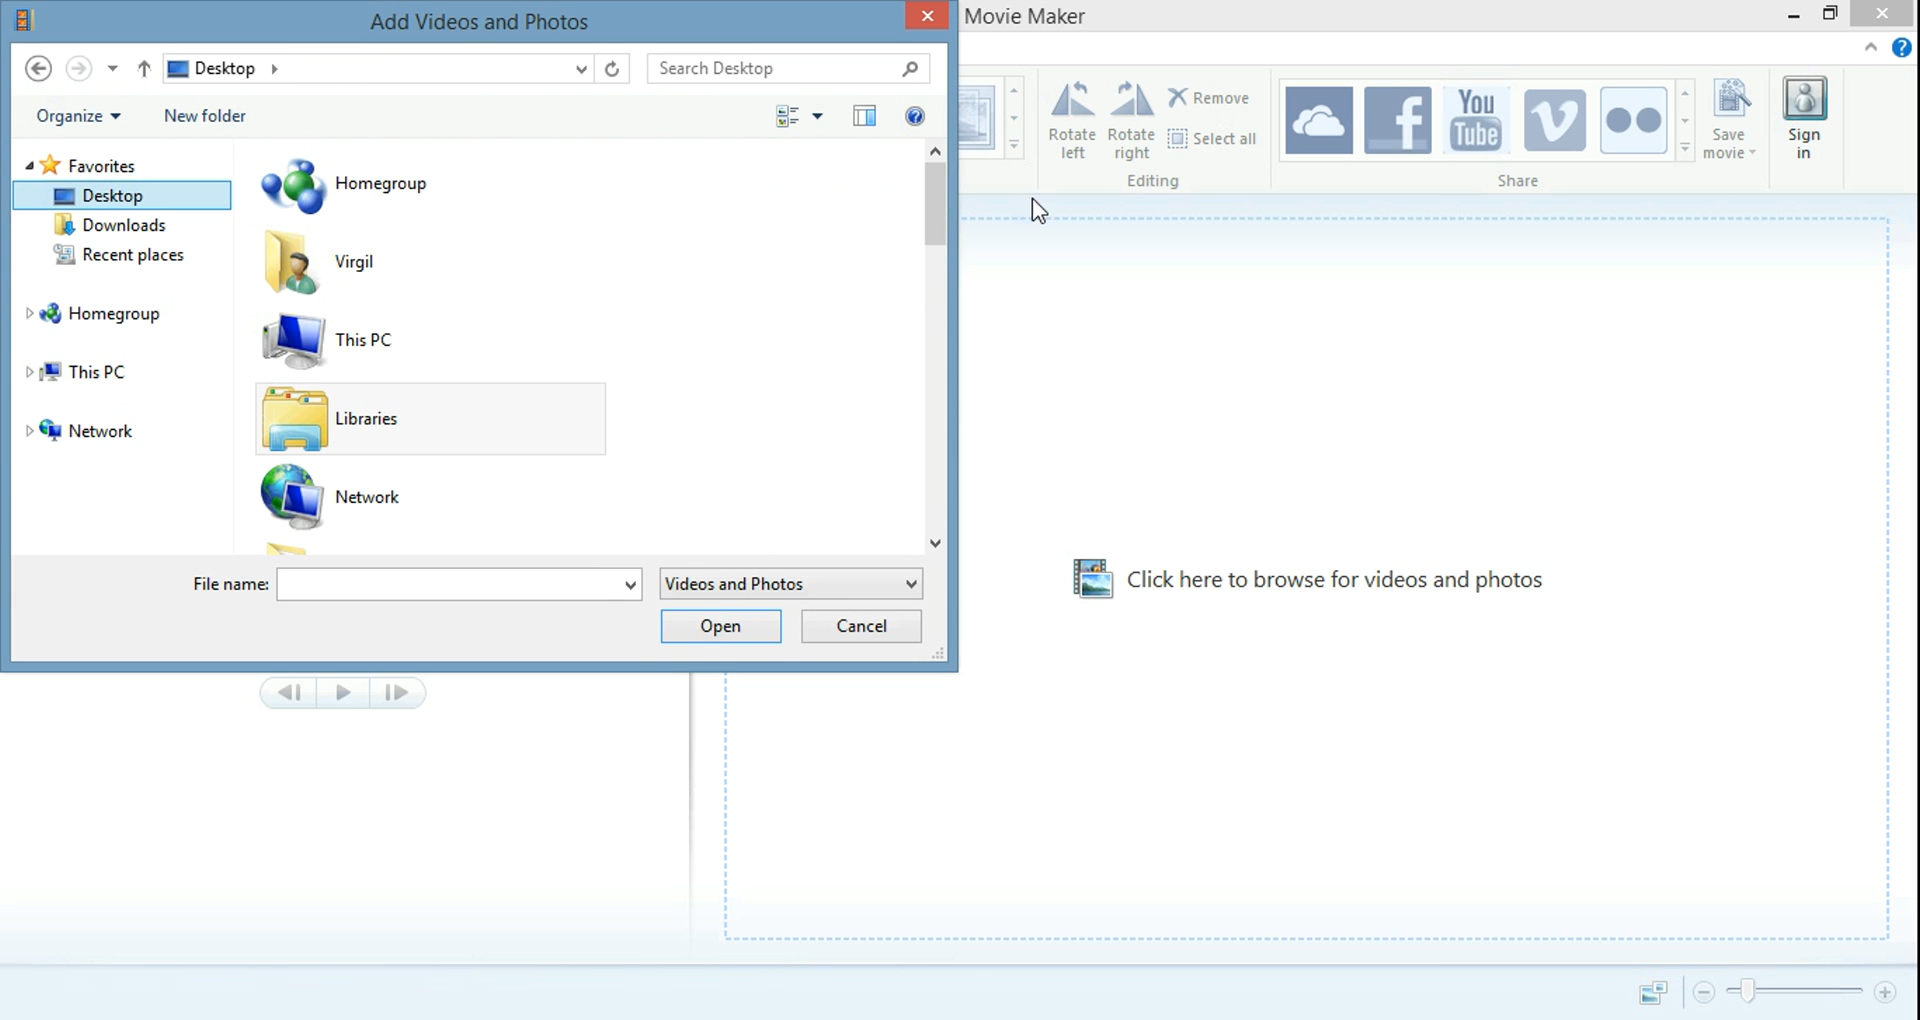 Add Videos and Photos
Movie Maker
Desktop
Search Desktop
Organize
New folder
Favorites
Desktop
Downloads
Recent places
Homegroup
This PC
Network
Homegroup
Virgil
This PC
Libraries
Network
File name:
Videos and Photos
Open
Cancel
Rotate left
Rotate right
Remove
Select all
Editing
You Tube
Share
Save movie
Sign in
Click here to browse for videos and photos